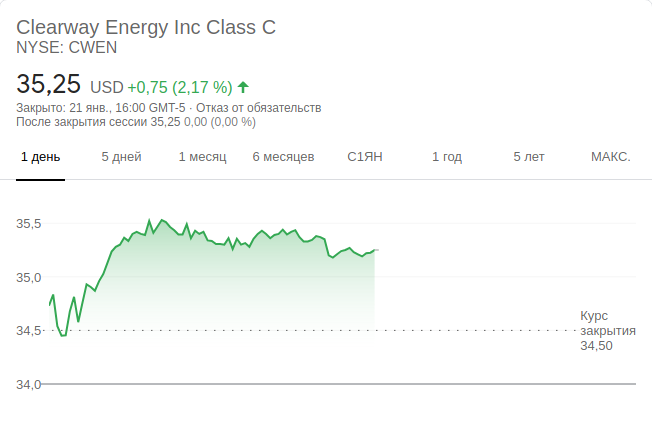 Clearway Energy Inc Class C
NYSE: CWEN
35,25 USD +0,75 (2,17 %)
Закрыто: 21 янв., 16:00 GMT-5 · Отказ от обязательств
После закрытия сессии 35,25 0,00 (0,00 %)
1 день 5 дней 1 месяц 6 месяцев С1ЯН 1 год 5 лет МАКС.
35,5
35,0
34,5
34,0
Курс
закрытия
34,50